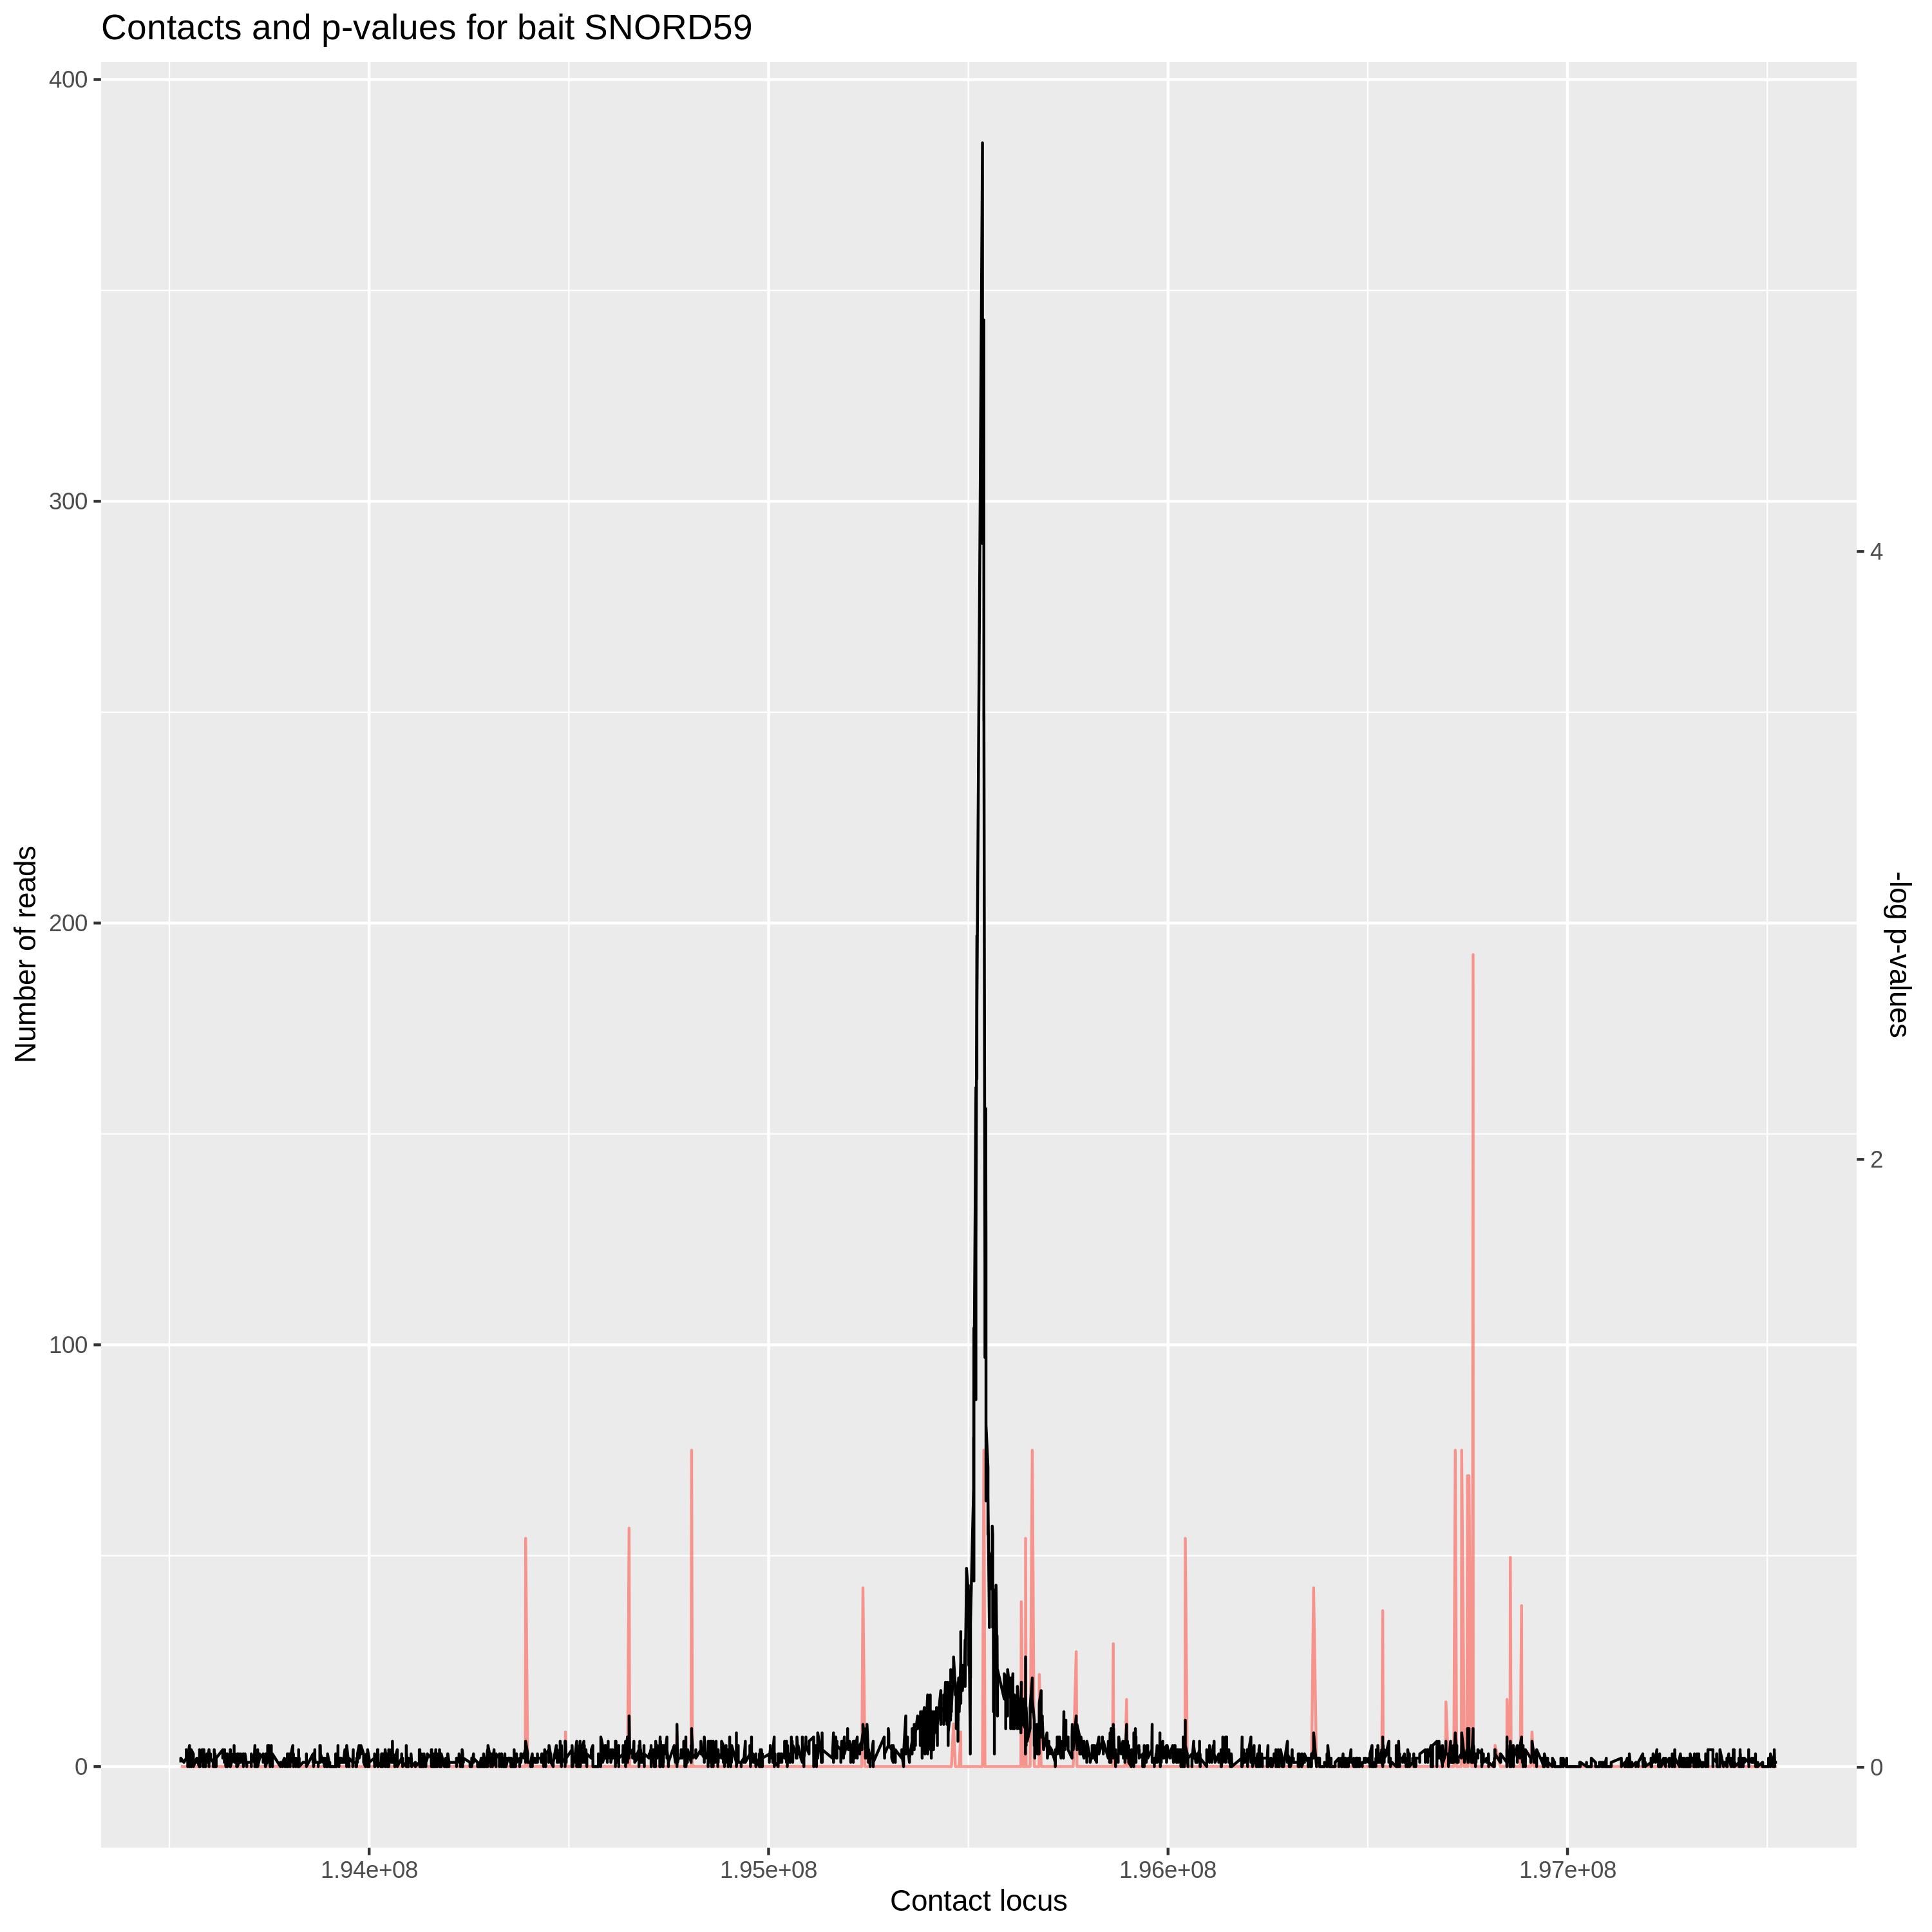 Contacts and p-values for bait SNORD59
400
300
200
100
0
Number of reads
4
2
0
-log p-values
1.94e+08
1.95e+08
1.96e+08
1.97e+08
Contact locus